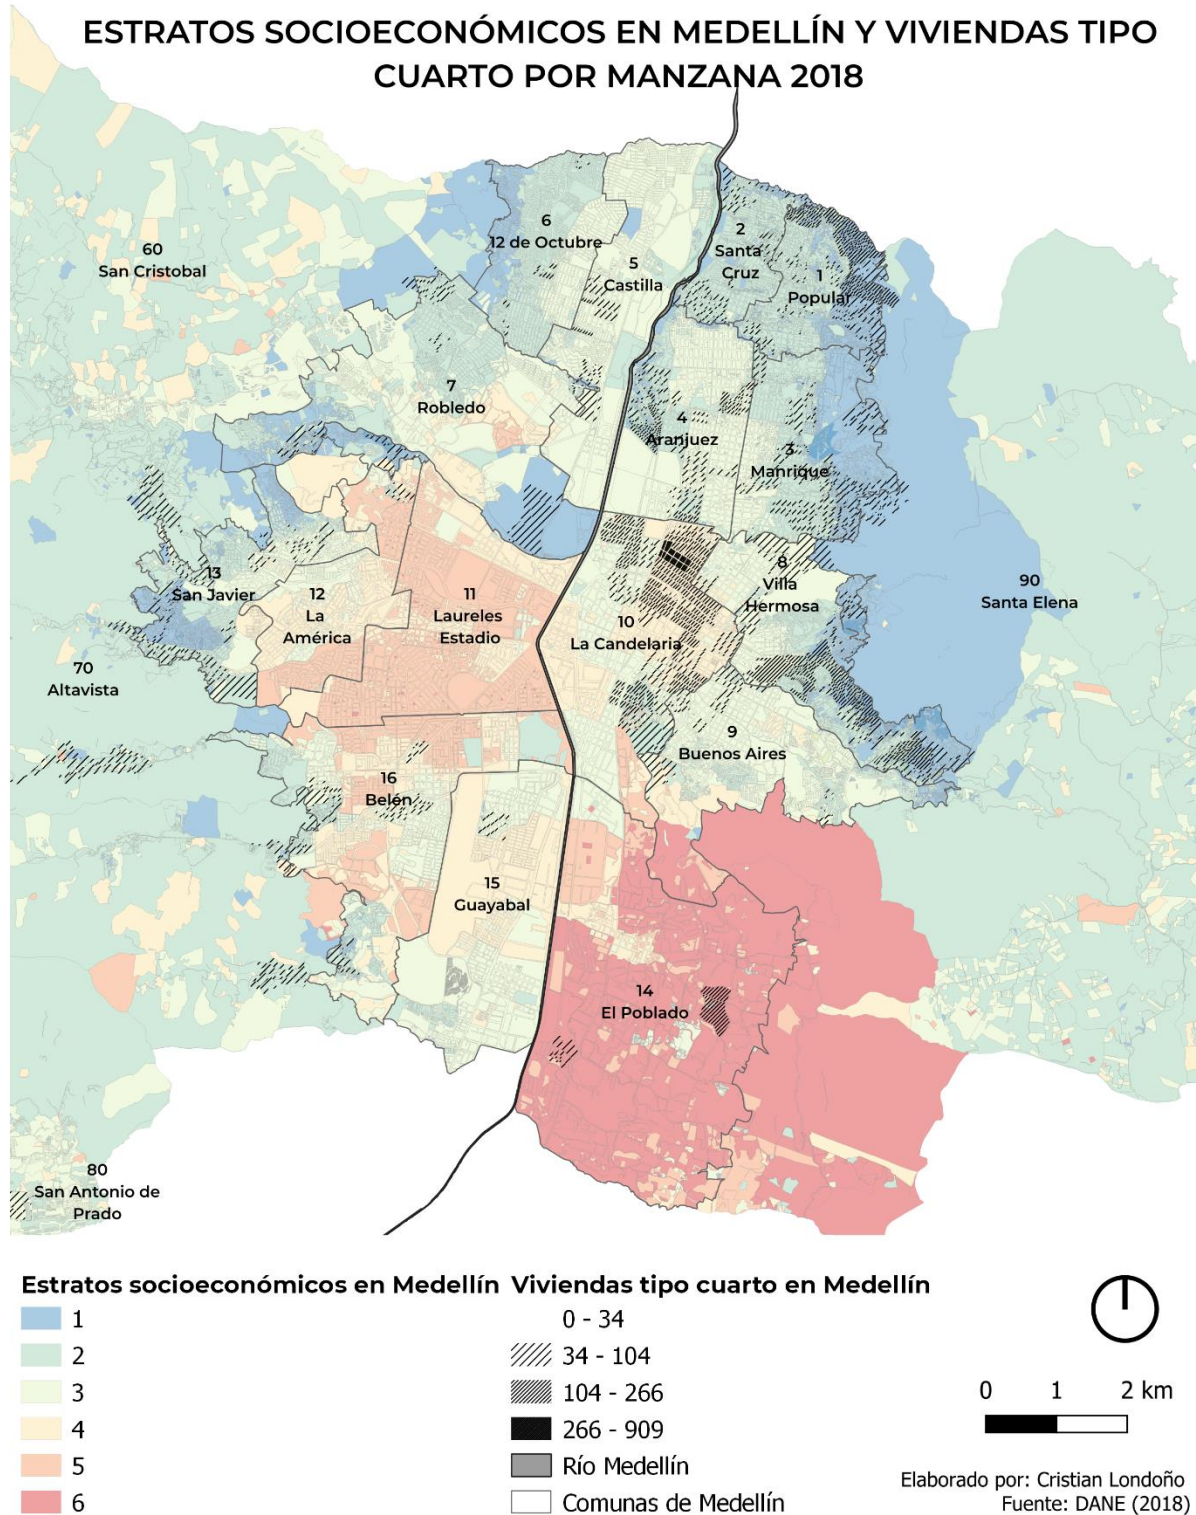 ESTRATOS SOCIOECONÓMICOS EN MEDELLÍN Y VIVIENDAS TIPO
CUARTO POR MANZANA 2018
6
12 de Octubre
2
Santa
Cruz
60
San Cristobal
5
Castilla
1
Popular
7
Robledo
4
Aranjuez
3
Manrique
13
San Javier
12
La
América
11
Laureles
Estadio
8
Villa
Hermosa
90
Santa Elena
10
La Candelaria
70
Altavista
9
Buenos Aires
16
Belén
15
Guayabal
14
El Poblado
80
San Antonio de
Prado
Estratos socioeconómicos en Medellín
1
2
3
4
5
6
Viviendas tipo cuarto en Medellín
0 - 34
34 - 104
104 - 266
266 - 909
Río Medellín
Comunas de Medellín
0 1 2 km
Elaborado por: Cristian Londoño
Fuente: DANE (2018)